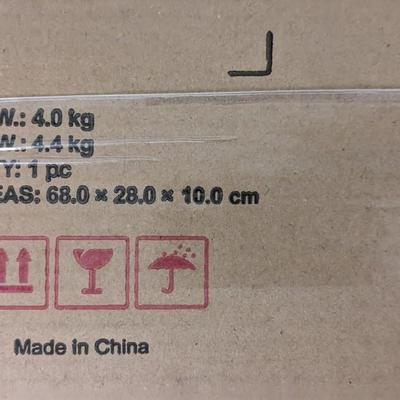 W.: 4.0 kg
W.: 4.4 kg
TY: 1 pc
EAS: 68.0 × 28.0 × 10.0 cm
Made in China